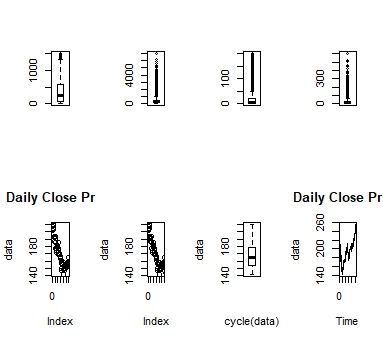 1000
0
4000
0
100
0
300
0
Daily Close Pr
Daily Close Pr
data
180
140
0
Index
data
180
140
0
Index
data
180
140
cycle(data)
data
260
200
140
0
Time